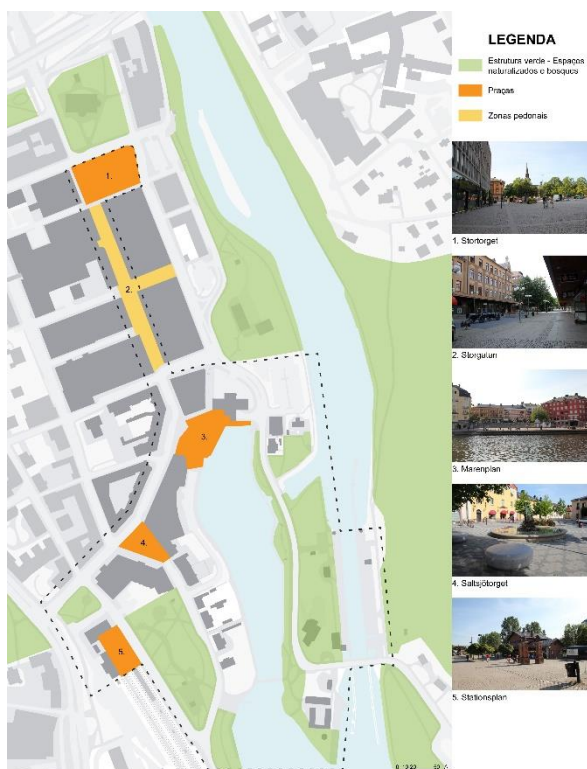 LEGENDA
Estrutura verde - Espaços
naturalizados e bosques
Praças
Zonas pedonais
1.
2.
3.
4.
5.
1. Stortorget
2. Storgatan
3. Marenplan
4. Saltsjötorget
5. Stationsplan